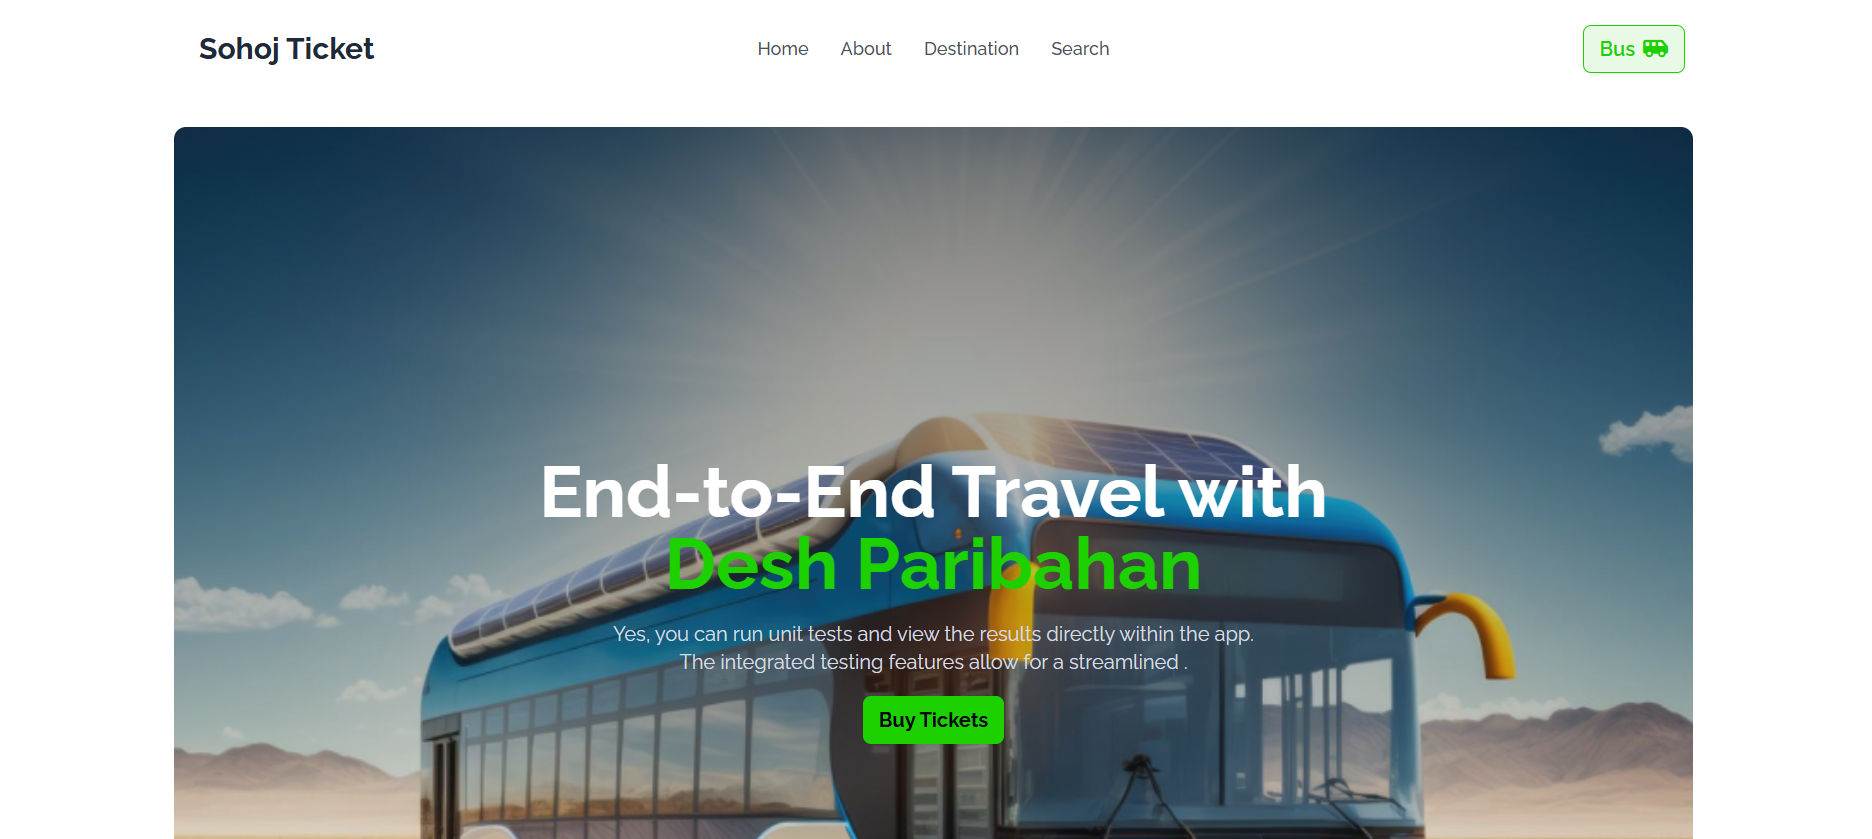 Sohoj Ticket
Home
About
Destination
Search
Bus
End-to-End Travel with
Desh Paribahan
Yes, you can run unit tests and view the results directly within the app.
The integrated testing features allow for a streamlined .
Buy Tickets